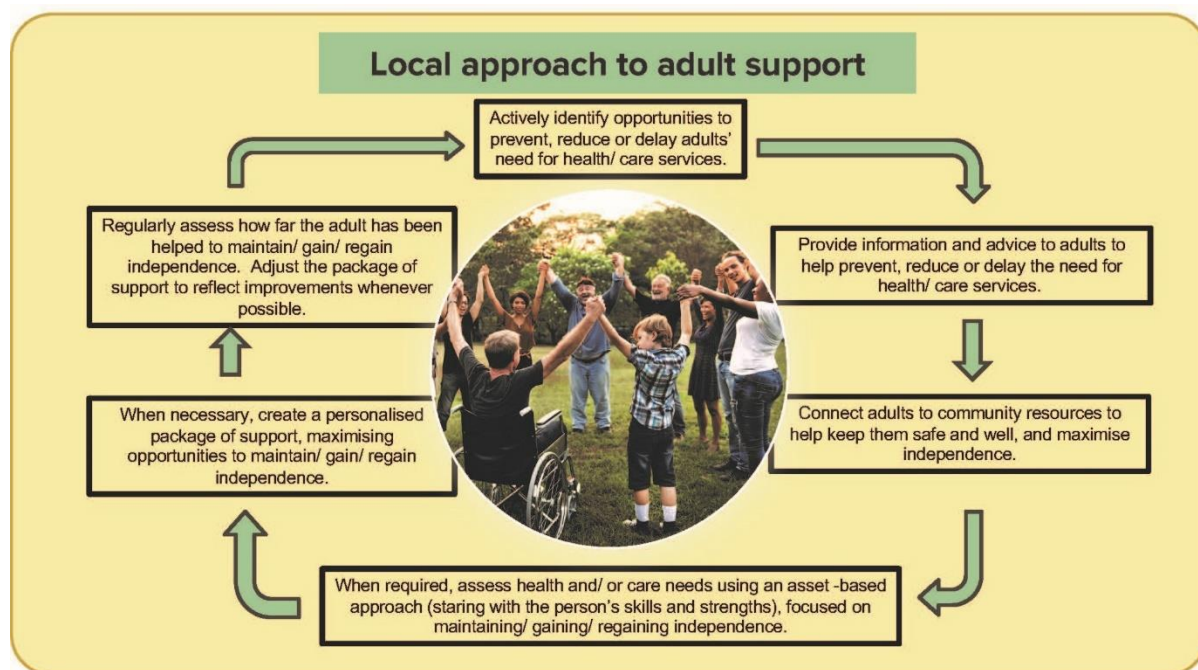 Local approach to adult support
Actively identify opportunities to
prevent, reduce or delay adults'
need for health/ care services.
Provide information and advice to adults to
help prevent, reduce or delay the need for
health/ care services.
Connect adults to community resources to
help keep them safe and well, and maximise
independence.
When required, assess health and/ or care needs using an asset -based
approach (staring with the person's skills and strengths), focused on
maintaining/ gaining/ regaining independence.
When necessary, create a personalised
package of support, maximising
opportunities to maintain/ gain/ regain
independence.
Regularly assess how far the adult has been
helped to maintain/ gain/ regain
independence.  Adjust the package of
support to reflect improvements whenever
possible.